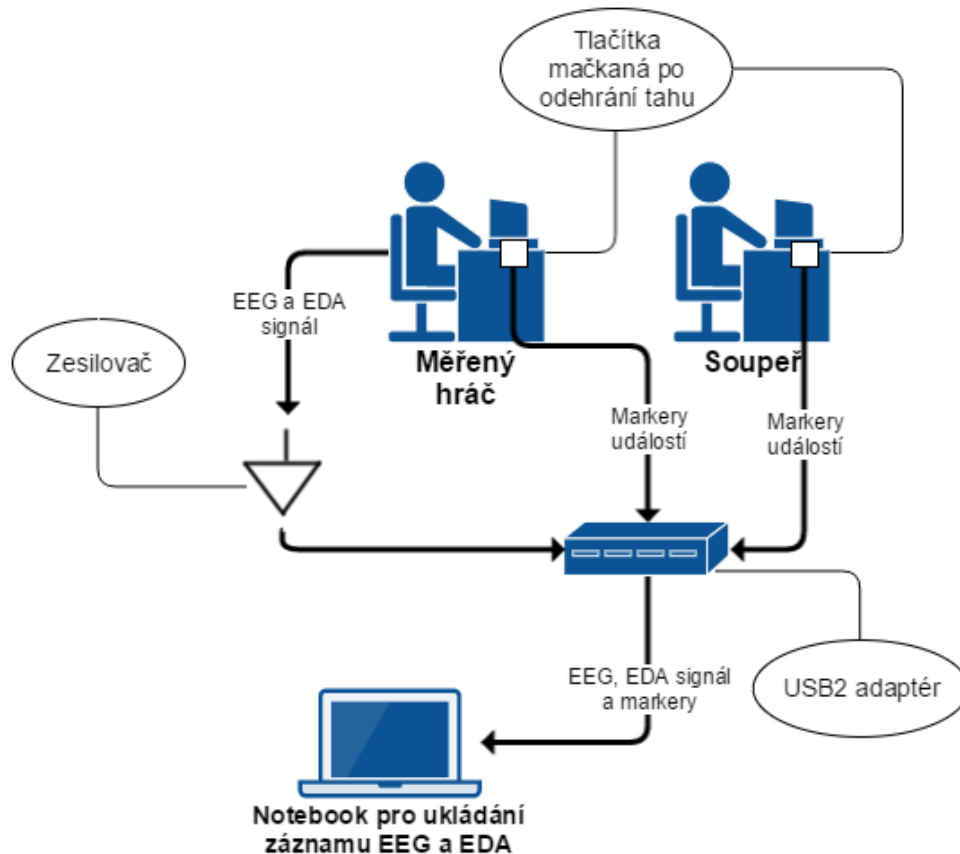 Tlačítka
mačkaná po
odehrání tahu
EEG a EDA
signál
Zesilovač
Měřený
hráč
Soupeř
Markery
událostí
Markery
událostí
EEG, EDA signál
a markery
USB2 adaptér
Notebook pro ukládání
záznamu EEG a EDA